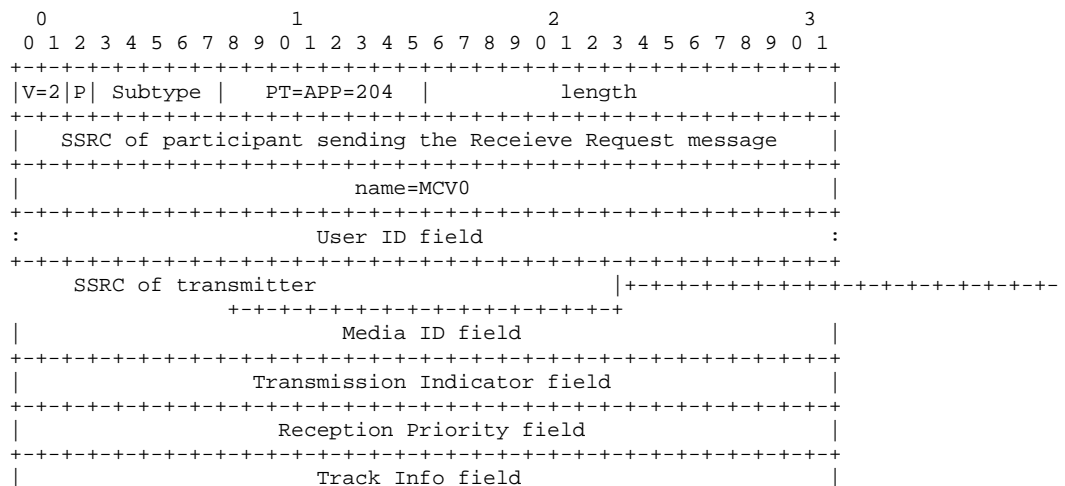 0                   1                   2                   3
0 1 2 3 4 5 6 7 8 9 0 1 2 3 4 5 6 7 8 9 0 1 2 3 4 5 6 7 8 9 0 1
+-+-+-+-+-+-+-+-+-+-+-+-+-+-+-+-+-+-+-+-+-+-+-+-+-+-+-+-+-+-+-+-+
|V=2|P| Subtype |   PT=APP=204  |          length               |
+-+-+-+-+-+-+-+-+-+-+-+-+-+-+-+-+-+-+-+-+-+-+-+-+-+-+-+-+-+-+-+-+
|   SSRC of participant sending the Receieve Request message    |
+-+-+-+-+-+-+-+-+-+-+-+-+-+-+-+-+-+-+-+-+-+-+-+-+-+-+-+-+-+-+-+-+
|                          name=MCV0                            |
+-+-+-+-+-+-+-+-+-+-+-+-+-+-+-+-+-+-+-+-+-+-+-+-+-+-+-+-+-+-+-+-+
:                       User ID field                           :
+-+-+-+-+-+-+-+-+-+-+-+-+-+-+-+-+-+-+-+-+-+-+-+-+-+-+-+-+-+-+-+-+
SSRC of transmitter                       |+-+-+-+-+-+-+-+-+-+-+-+-+-+-+-+-+-
+-+-+-+-+-+-+-+-+-+-+-+-+-+-+-+
|                         Media ID field                        |
+-+-+-+-+-+-+-+-+-+-+-+-+-+-+-+-+-+-+-+-+-+-+-+-+-+-+-+-+-+-+-+-+
|                  Transmission Indicator field                 |
+-+-+-+-+-+-+-+-+-+-+-+-+-+-+-+-+-+-+-+-+-+-+-+-+-+-+-+-+-+-+-+-+
|                    Reception Priority field                   |
+-+-+-+-+-+-+-+-+-+-+-+-+-+-+-+-+-+-+-+-+-+-+-+-+-+-+-+-+-+-+-+-+
|                       Track Info field                        |